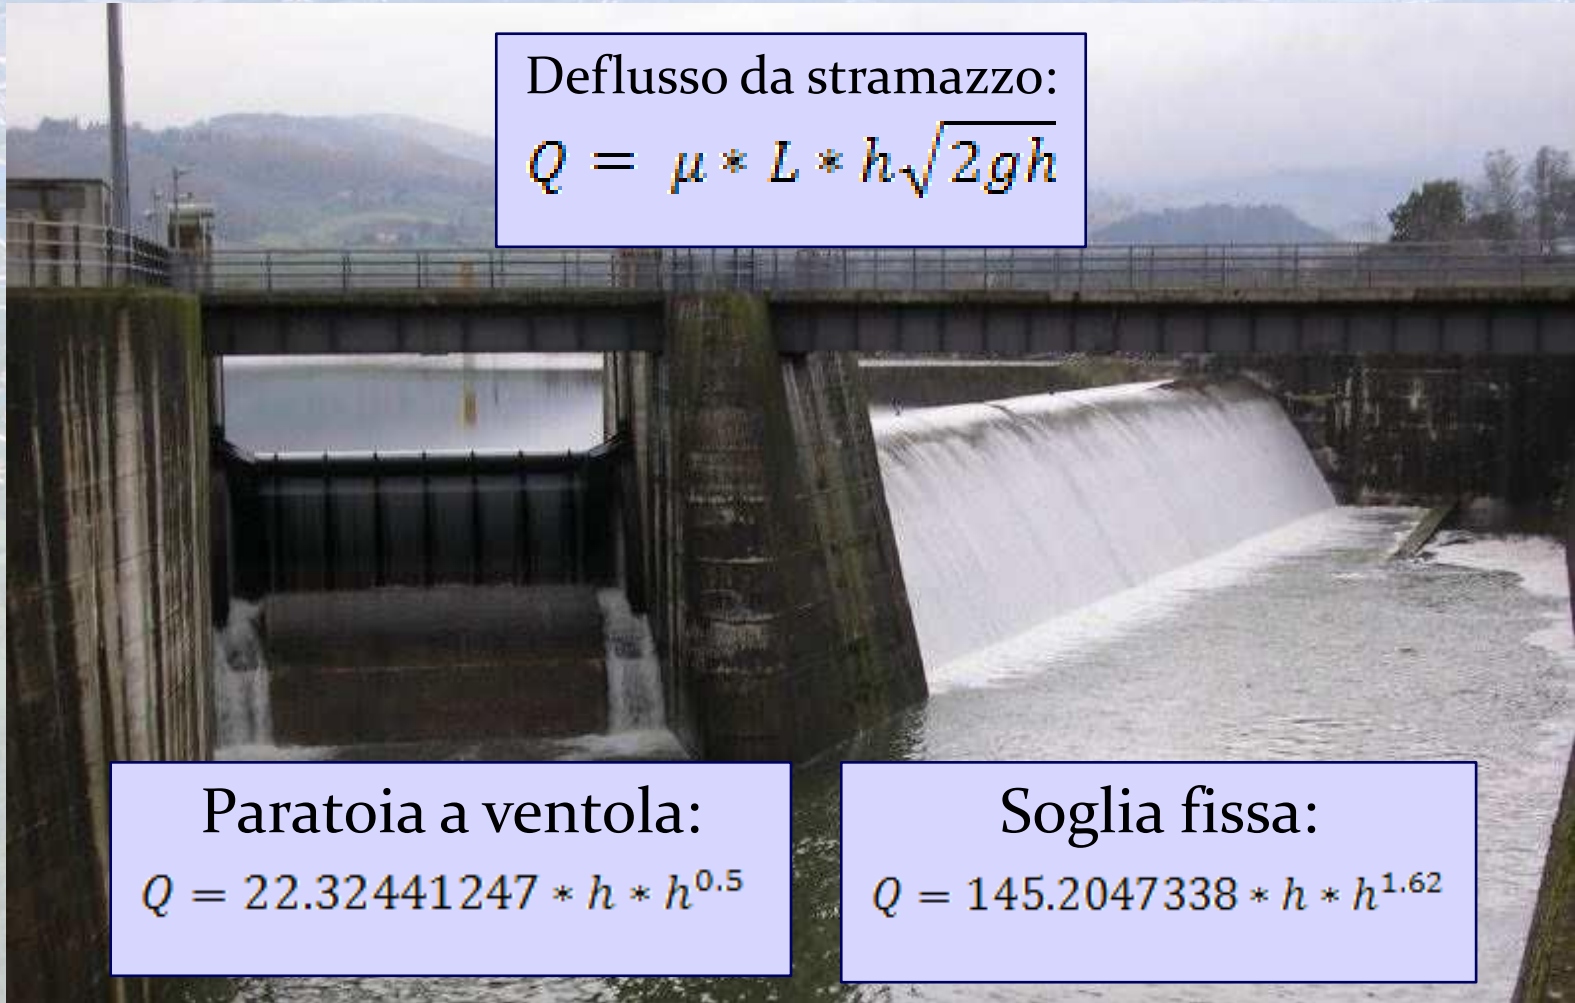 Deflusso da stramazzo:
Q = μ * L * h√2gh
Paratoia a ventola:
Q = 22.32441247 * h * h^0.5
Soglia fissa:
Q = 145.2047338 * h * h^1.62